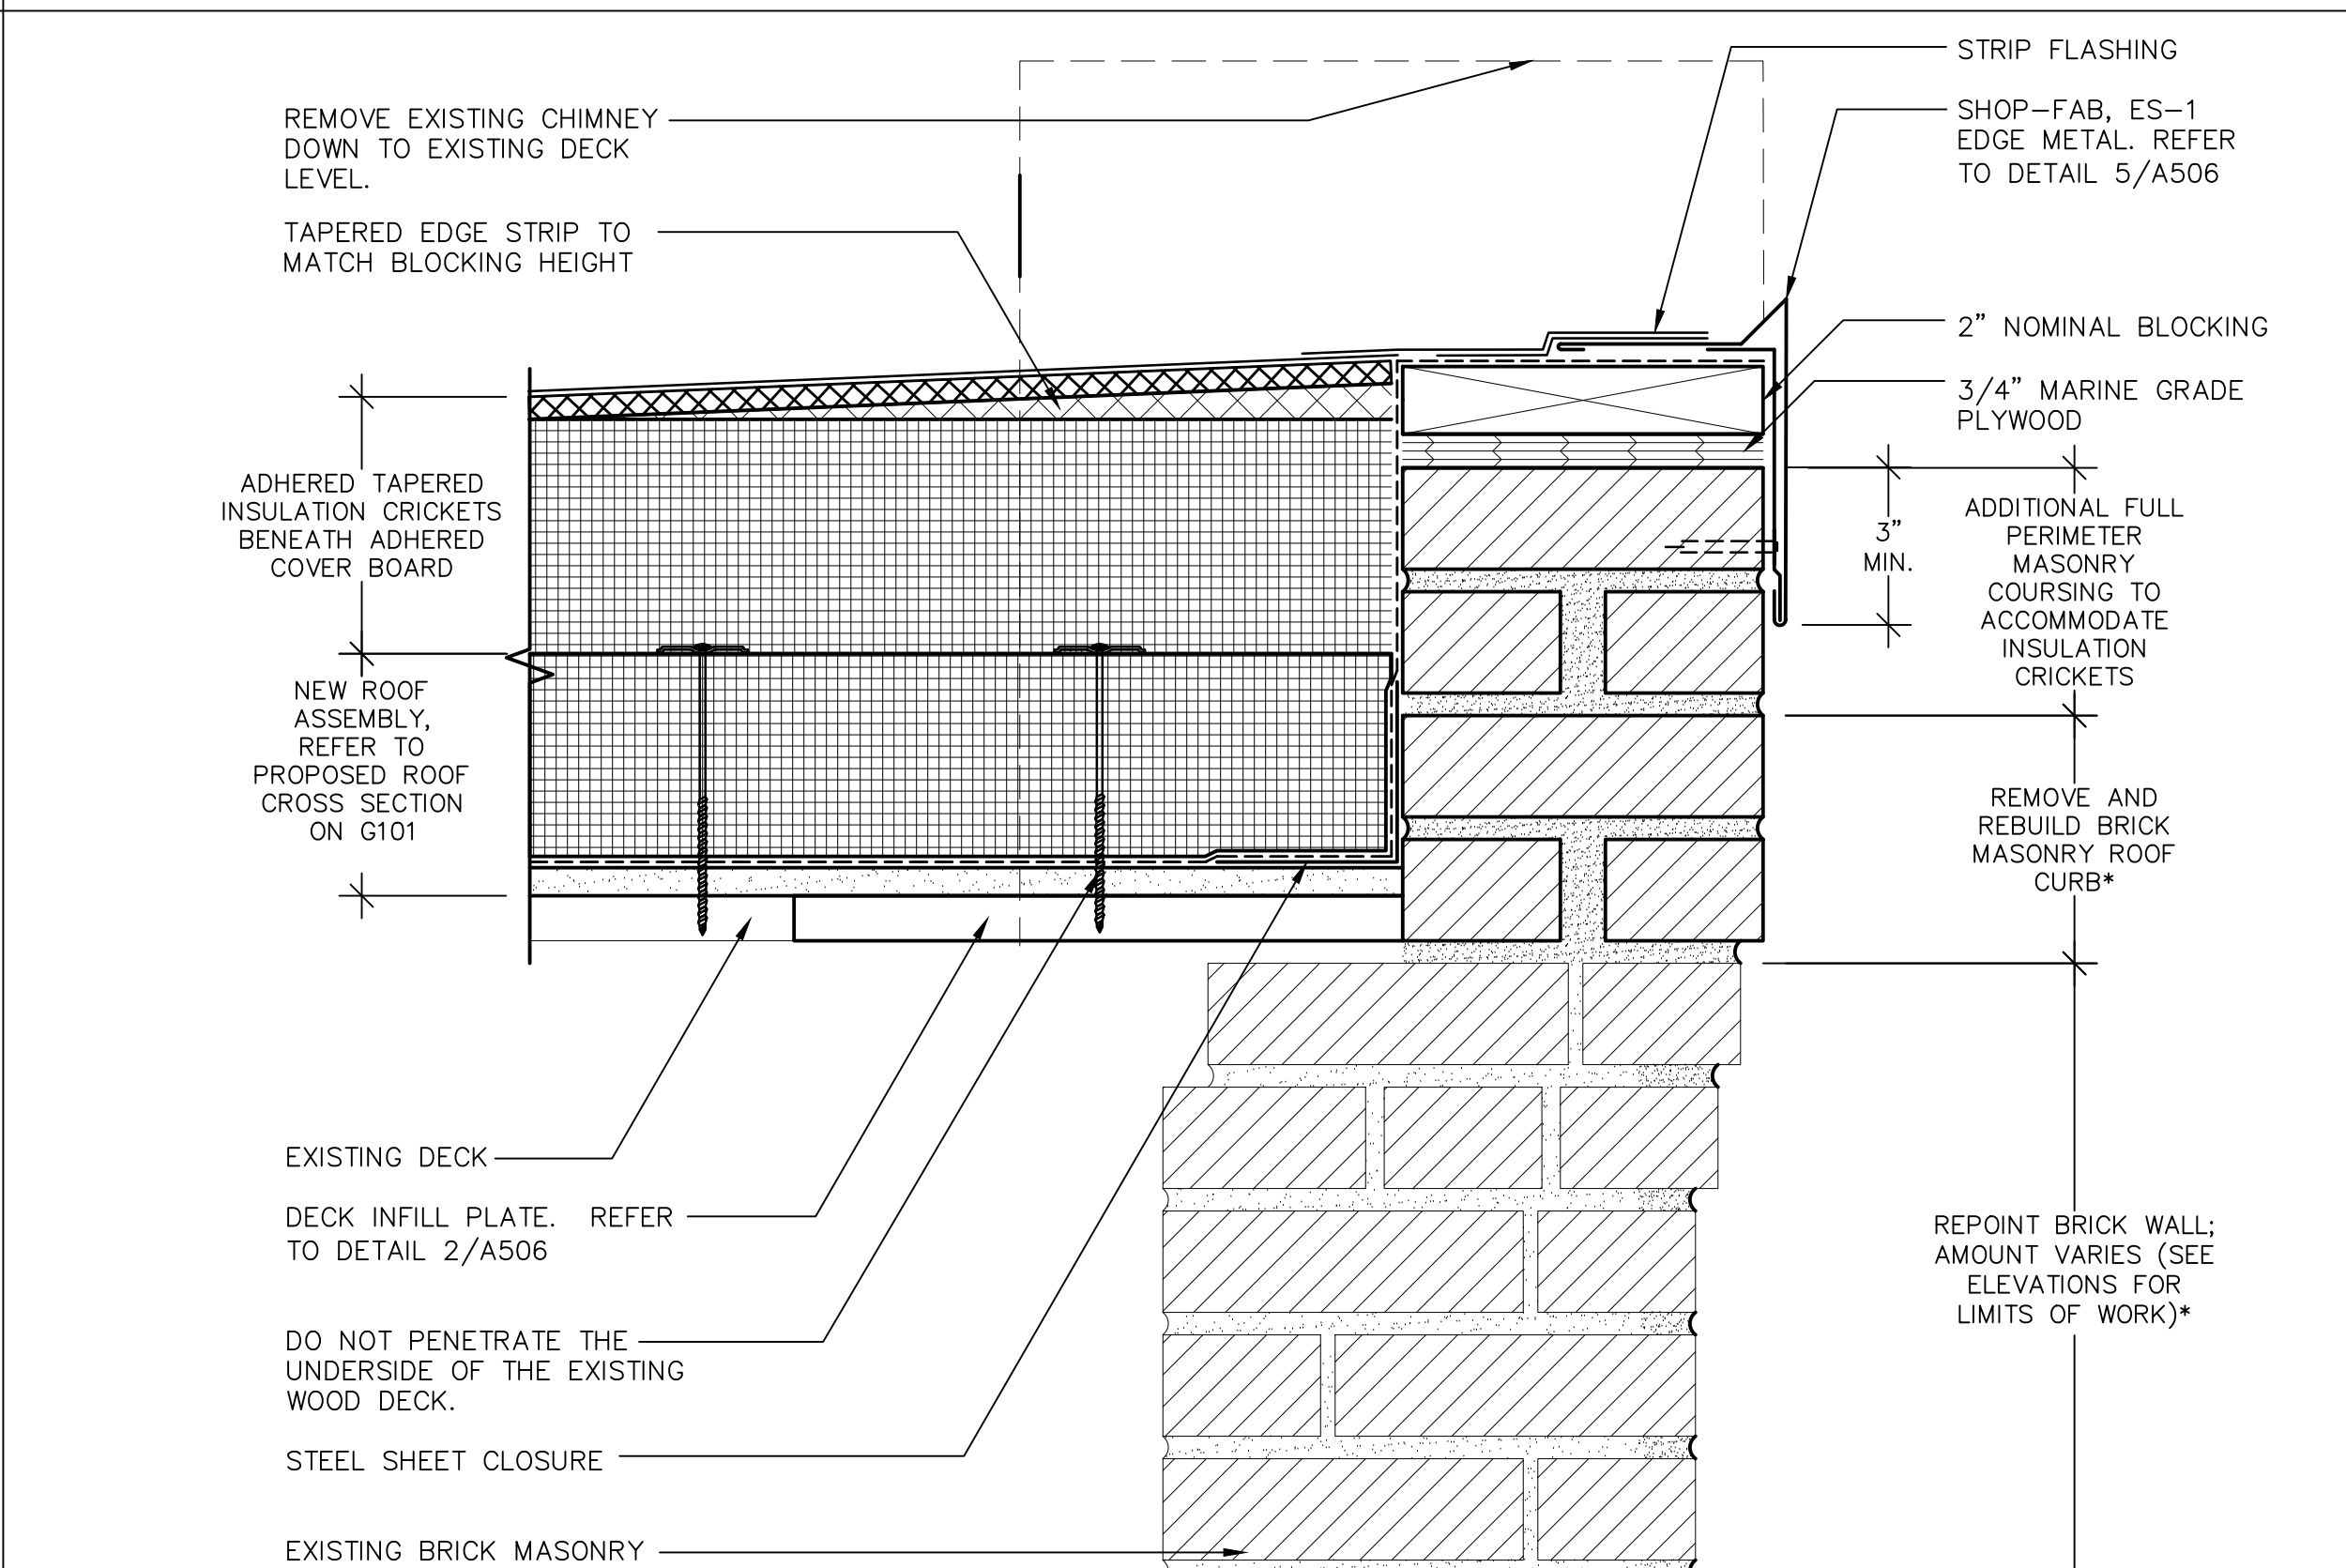 REMOVE EXISTING CHIMNEY
DOWN TO EXISTING DECK
LEVEL.
TAPERED EDGE STRIP TO
MATCH BLOCKING HEIGHT
ADHERED TAPERED
INSULATION CRICKETS
BENEATH ADHERED
COVER BOARD
NEW ROOF
ASSEMBLY,
REFER TO
PROPOSED ROOF
CROSS SECTION
ON G101
EXISTING DECK
DECK INFILL PLATE. REFER
TO DETAIL 2/A506
DO NOT PENETRATE THE
UNDERSIDE OF THE EXISTING
WOOD DECK.
STEEL SHEET CLOSURE
EXISTING BRICK MASONRY
STRIP FLASHING
SHOP-FAB, ES-1
EDGE METAL. REFER
TO DETAIL 5/A506
2" NOMINAL BLOCKING
3/4" MARINE GRADE
PLYWOOD
3"
MIN.
ADDITIONAL FULL
PERIMETER
MASONRY
COURSING TO
ACCOMMODATE
INSULATION
CRICKETS
REMOVE AND
REBUILD BRICK
MASONRY ROOF
CURB*
REPOINT BRICK WALL;
AMOUNT VARIES (SEE
ELEVATIONS FOR
LIMITS OF WORK)*